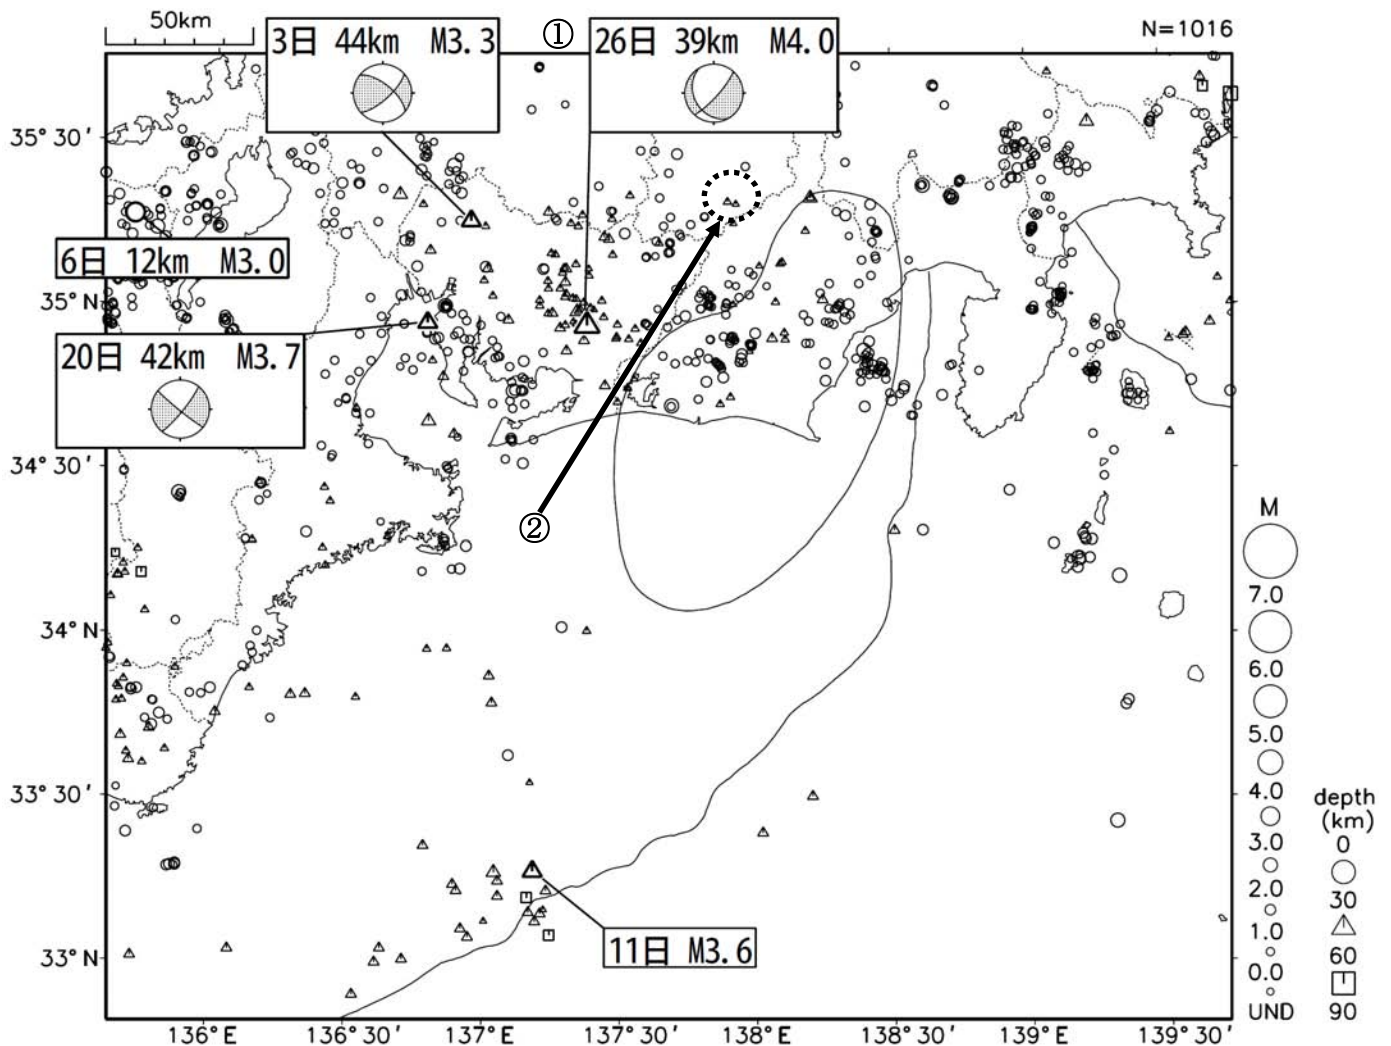 50km
N=1016
3日 44km M3.3
①
26日 39km M4.0
35° 30′
6日 12km M3.0
35° N
20日 42km M3.7
34° 30′
②
34° N
33° 30′
11日 M3.6
33° N
M
7.0
6.0
5.0
4.0
3.0
2.0
1.0
0.0
UND
depth
(km)
0
30
60
90
136° E
136° 30′
137° E
137° 30′
138° E
138° 30′
139° E
139° 30′